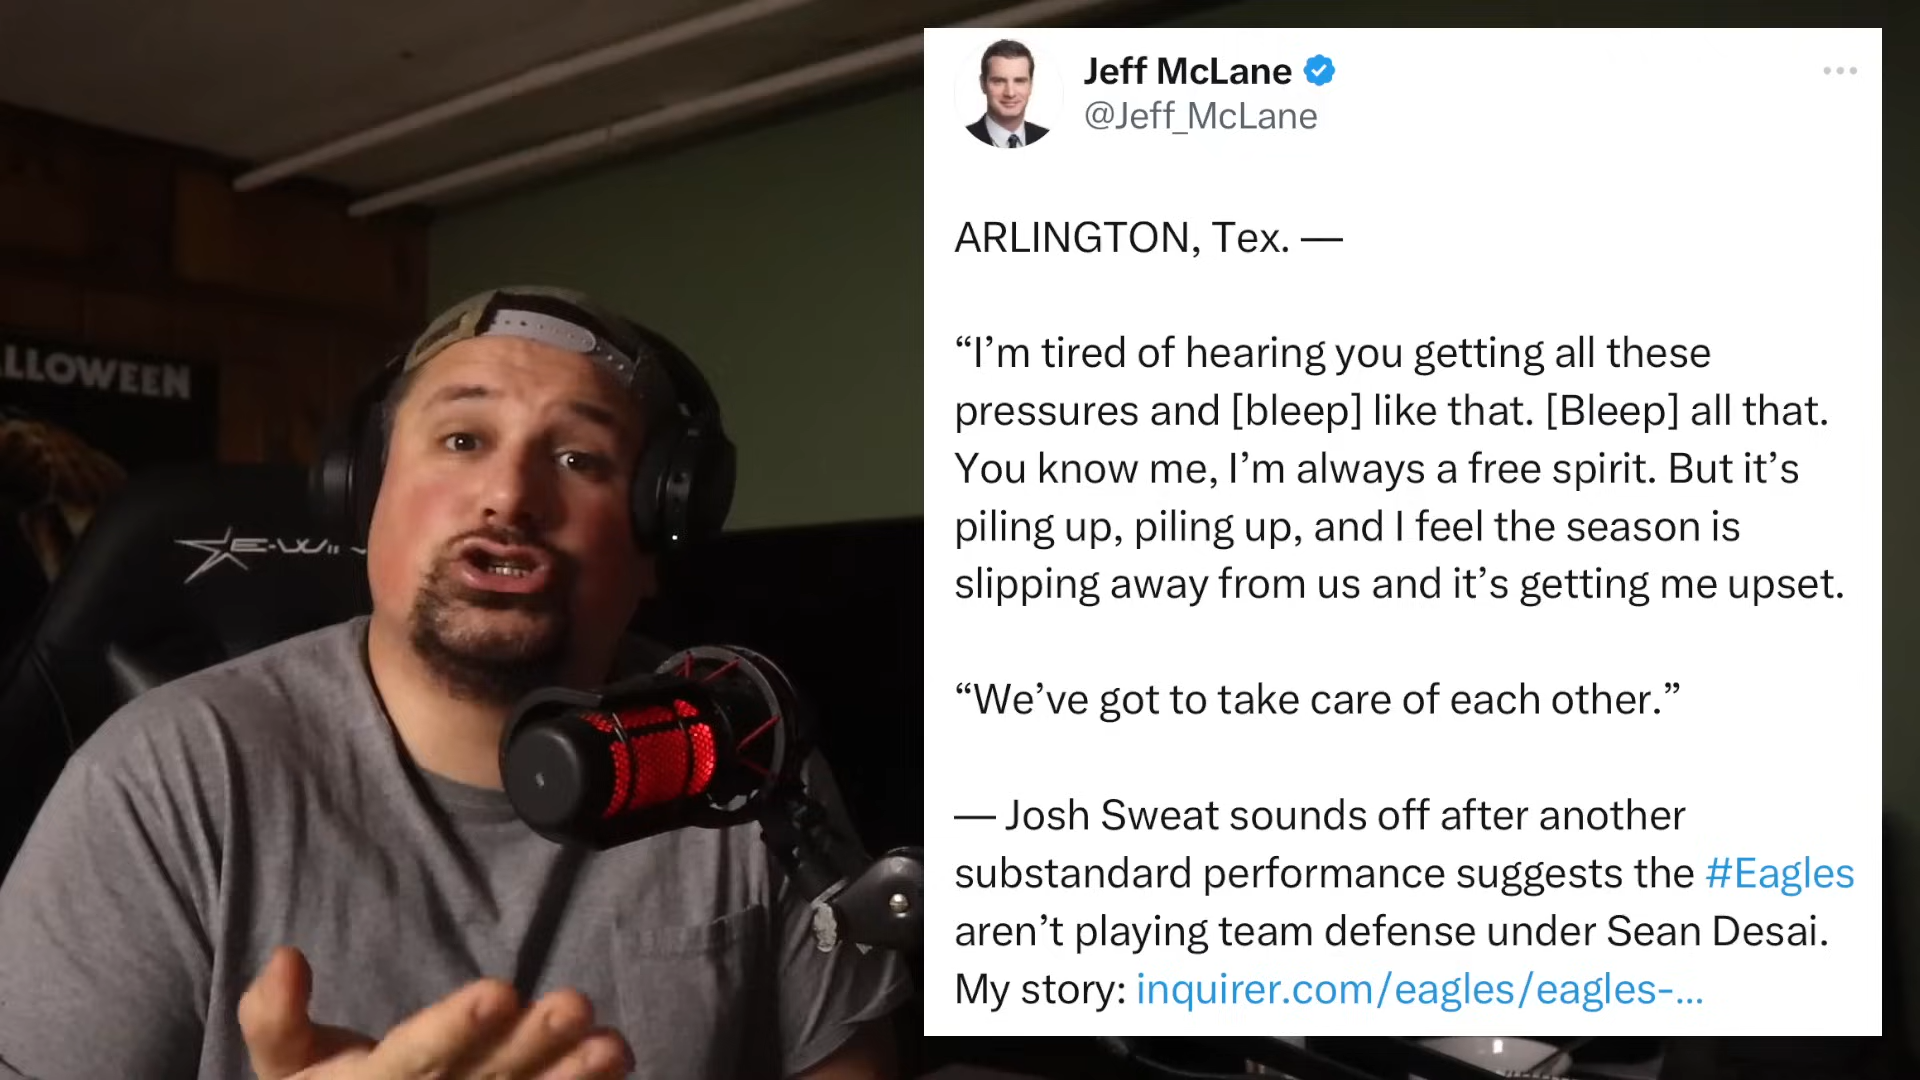 Jeff McLane
@Jeff_McLane
ARLINGTON, Tex. —
“I’m tired of hearing you getting all these
pressures and [bleep] like that. [Bleep] all that.
You know me, I’m always a free spirit. But it’s
piling up, piling up, and I feel the season is
slipping away from us and it’s getting me upset.
“We’ve got to take care of each other.”
— Josh Sweat sounds off after another
substandard performance suggests the #Eagles
aren’t playing team defense under Sean Desai.
My story: inquirer.com/eagles/eagles-...
ALLOWEEN
E-WIN